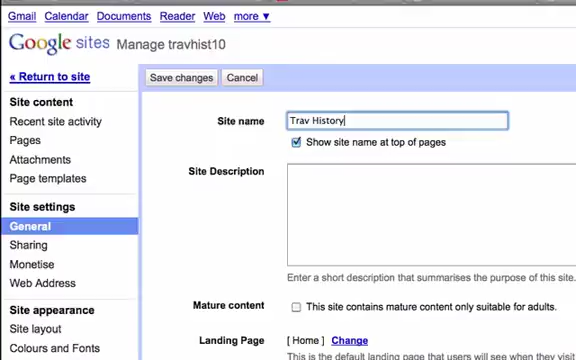 Gmail Calendar Documents Reader Web more ▼
Google sites Manage travhist10
« Return to site
Save changes Cancel
Site content
Recent site activity
Pages
Attachments
Page templates
Site settings
General
Sharing
Monetise
Web Address
Site appearance
Site layout
Colours and Fonts
Site name Trav History
Show site name at top of pages
Site Description
Enter a short description that summarises the purpose of this site.
Mature content This site contains mature content only suitable for adults.
Landing Page [ Home ] Change
This is the default landing page that users will see when they visit